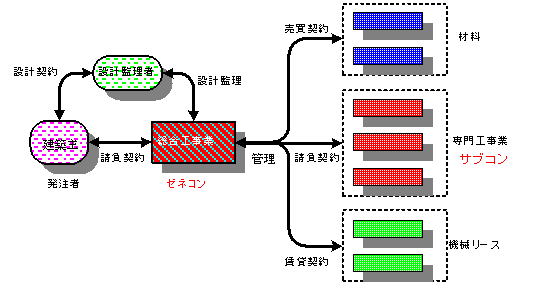 売買契約
材料
設計契約
設計監理者
設計監理
建築主
請負契約
総合工事業
管理
請負契約
専門工事業
サブコン
発注者
ゼネコン
機械リース
賃貸契約